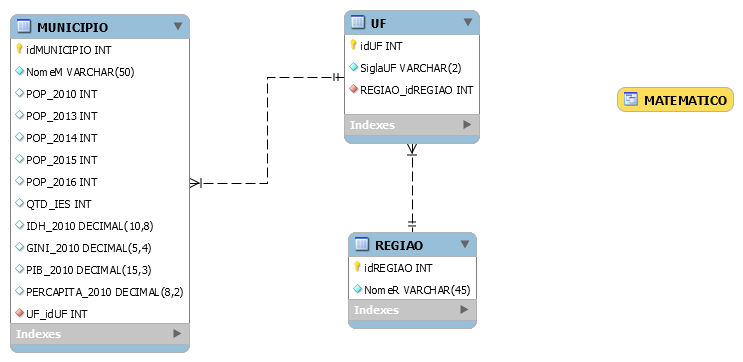 MUNICIPIO
idMUNICIPIO INT
NomeM VARCHAR(50)
POP_2010 INT
POP_2013 INT
POP_2014 INT
POP_2015 INT
POP_2016 INT
QTD_IES INT
IDH_2010 DECIMAL(10,8)
GINI_2010 DECIMAL(5,4)
PIB_2010 DECIMAL(15,3)
PERCAPITA_2010 DECIMAL(8,2)
UF_idUF INT
Indexes
UF
idUF INT
SiglaUF VARCHAR(2)
REGIAO_idREGIAO INT
Indexes
REGIAO
idREGIAO INT
NomeR VARCHAR(45)
Indexes
MATEMATICO